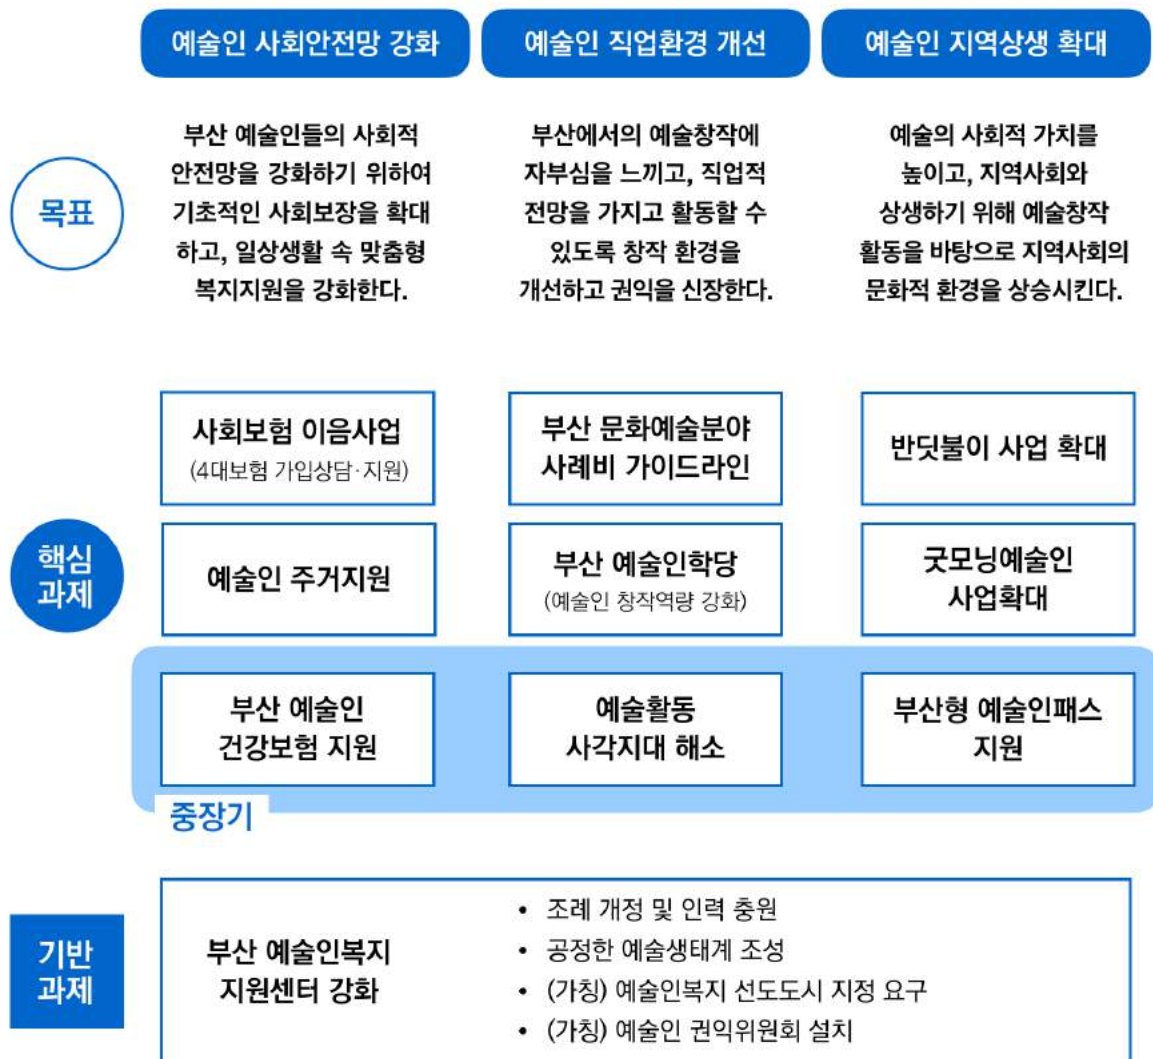 예술인 사회안전망 강화
예술인 직업환경 개선
예술인 지역상생 확대
목표
부산 예술인들의 사회적
안전망을 강화하기 위하여
기초적인 사회보장을 확대
하고, 일상생활 속 맞춤형
복지지원을 강화한다.
부산에서의 예술창작에
자부심을 느끼고, 직업적
전망을 가지고 활동할 수
있도록 창작 환경을
개선하고 권익을 신장한다.
예술의 사회적 가치를
높이고, 지역사회와
상생하기 위해 예술창작
활동을 바탕으로 지역사회의
문화적 환경을 상승시킨다.
핵심
과제
사회보험 이음사업
(4대보험 가입상담·지원)
부산 문화예술분야
사례비 가이드라인
반딧불이 사업 확대
예술인 주거지원
부산 예술인학당
(예술인 창작역량 강화)
굿모닝예술인
사업확대
부산 예술인
건강보험 지원
예술활동
사각지대 해소
부산형 예술인패스
지원
중장기
기반
과제
부산 예술인복지
지원센터 강화
• 조례 개정 및 인력 충원
• 공정한 예술생태계 조성
• (가칭) 예술인복지 선도도시 지정 요구
• (가칭) 예술인 권익위원회 설치